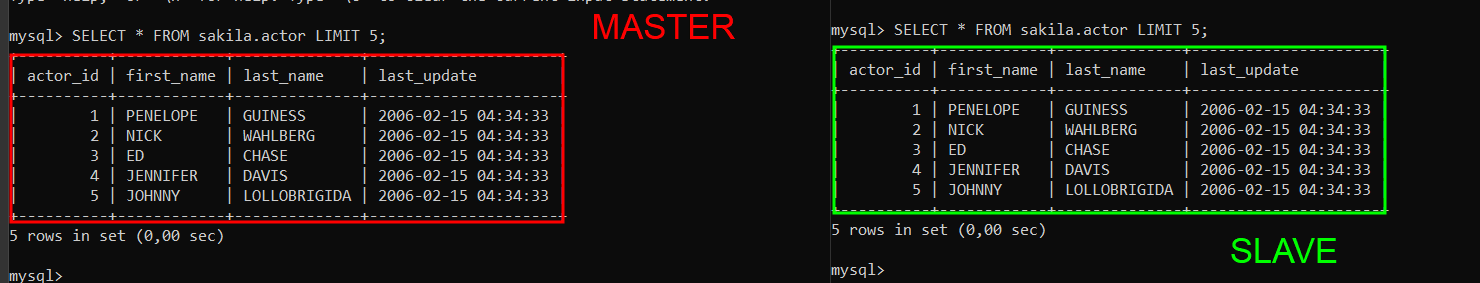 mysql> SELECT * FROM sakila.actor LIMIT 5;
MASTER
+----------+------------+--------------+---------------------+
| actor_id | first_name | last_name    | last_update         |
+----------+------------+--------------+---------------------+
|        1 | PENELOPE   | GUINESS      | 2006-02-15 04:34:33 |
|        2 | NICK       | WAHLBERG     | 2006-02-15 04:34:33 |
|        3 | ED         | CHASE        | 2006-02-15 04:34:33 |
|        4 | JENNIFER   | DAVIS        | 2006-02-15 04:34:33 |
|        5 | JOHNNY     | LOLLOBRIGIDA | 2006-02-15 04:34:33 |
+----------+------------+--------------+---------------------+
5 rows in set (0,00 sec)
mysql>
mysql> SELECT * FROM sakila.actor LIMIT 5;
+----------+------------+--------------+---------------------+
| actor_id | first_name | last_name    | last_update         |
+----------+------------+--------------+---------------------+
|        1 | PENELOPE   | GUINESS      | 2006-02-15 04:34:33 |
|        2 | NICK       | WAHLBERG     | 2006-02-15 04:34:33 |
|        3 | ED         | CHASE        | 2006-02-15 04:34:33 |
|        4 | JENNIFER   | DAVIS        | 2006-02-15 04:34:33 |
|        5 | JOHNNY     | LOLLOBRIGIDA | 2006-02-15 04:34:33 |
+----------+------------+--------------+---------------------+
5 rows in set (0,00 sec)
SLAVE
mysql>